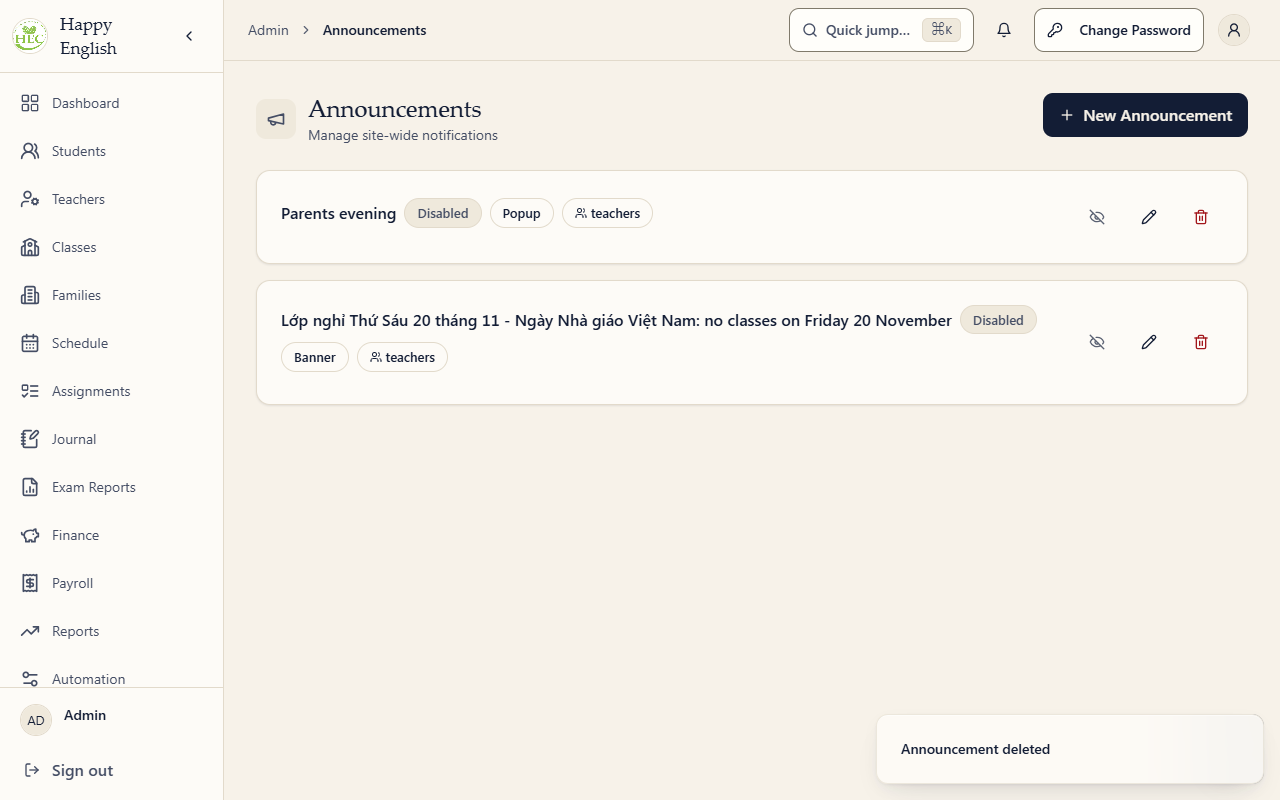 HEC
Happy
English
Admin > Announcements
Quick jump... ⌘K
Change Password
Dashboard
Students
Teachers
Classes
Families
Schedule
Assignments
Journal
Exam Reports
Finance
Payroll
Reports
Automation
AD Admin
Sign out
Announcements
Manage site-wide notifications
New Announcement
Parents evening Disabled Popup teachers
Lớp nghỉ Thứ Sáu 20 tháng 11 - Ngày Nhà giáo Việt Nam: no classes on Friday 20 November Disabled
Banner teachers
Announcement deleted